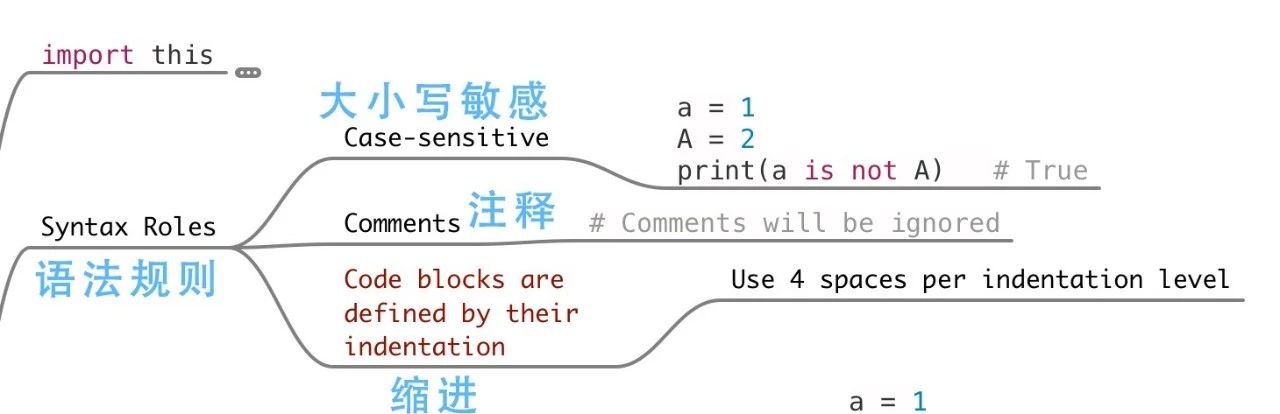 import this
大小写敏感
Case-sensitive
a = 1
A = 2
print(a is not A)   # True
Syntax Roles
语法规则
Comments 注释
# Comments will be ignored
Code blocks are
defined by their
indentation
缩进
Use 4 spaces per indentation level
a = 1